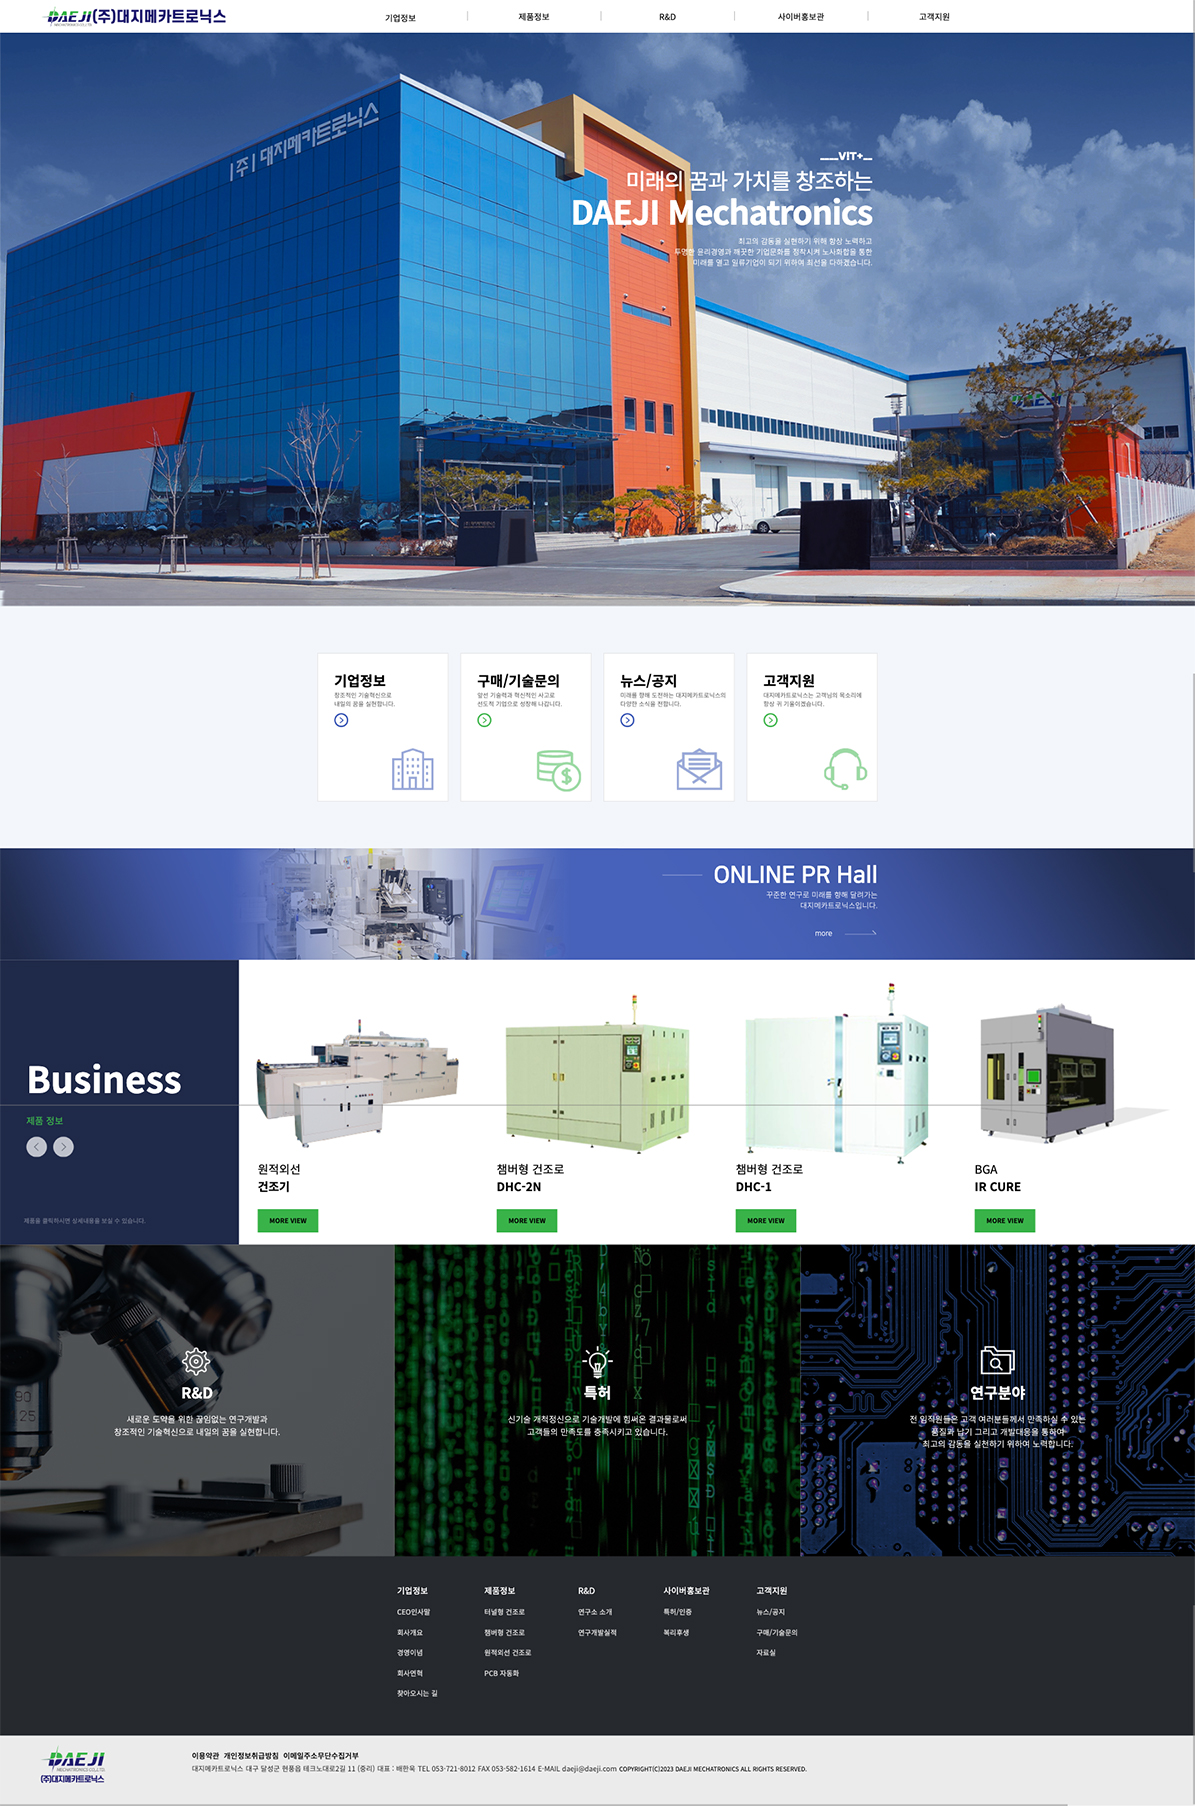 DAEJI (주)대지메카트로닉스
MECHATRONICS CO.,LTD
기업정보
제품정보
R&D
사이버홍보관
고객지원
(주) 대지메카트로닉스
VIT+
미래의 꿈과 가치를 창조하는
DAEJI Mechatronics
최고의 감동을 실현하기 위해 항상 노력하고
투명한 윤리경영과 깨끗한 기업문화를 정착시켜 노사화합을 통한
미래를 열고 일류기업이 되기 위하여 최선을 다하겠습니다.
DAEJI
기업정보
창조적인 기술혁신으로
내일의 꿈을 실현합니다.
구매/기술문의
앞선 기술력과 혁신적인 사고로
선도적 기업으로 성장해 나갑니다.
뉴스/공지
미래를 향해 도전하는 대지메카트로닉스의
다양한 소식을 전합니다.
고객지원
대지메카트로닉스는 고객님의 목소리에
항상 귀 기울이겠습니다.
ONLINE PR Hall
꾸준한 연구로 미래를 향해 달려가는
대지메카트로닉스입니다.
more
Business
제품 정보
제품을 클릭하시면 상세내용을 보실 수 있습니다.
원적외선
건조기
MORE VIEW
챔버형 건조로
DHC-2N
MORE VIEW
챔버형 건조로
DHC-1
MORE VIEW
BGA
IR CURE
MORE VIEW
R&D
새로운 도약을 위한 끊임없는 연구개발과
창조적인 기술혁신으로 내일의 꿈을 실현합니다.
특허
신기술 개척정신으로 기술개발에 힘써온 결과물로써
고객들의 만족도를 충족시키고 있습니다.
연구분야
전 임직원들은 고객 여러분들께서 만족하실 수 있는
품질과 납기 그리고 개발대응을 통하여
최고의 감동을 실천하기 위하여 노력합니다.
기업정보
CEO인사말
회사개요
경영이념
회사연혁
찾아오시는 길
제품정보
터널형 건조로
챔버형 건조로
원적외선 건조로
PCB 자동화
R&D
연구소 소개
연구개발실적
사이버홍보관
특허/인증
복리후생
고객지원
뉴스/공지
구매/기술문의
자료실
DAEJI
MECHATRONICS CO.,LTD
(주)대지메카트로닉스
이용약관 개인정보취급방침 이메일주소무단수집거부
대지메카트로닉스 대구 달성군 현풍읍 테크노대로2길 11 (중리) 대표 : 배한욱 TEL 053-721-8012 FAX 053-582-1614 E-MAIL daeji@daeji.com COPYRIGHT(C)2023 DAEJI MECHATRONICS ALL RIGHTS RESERVED.